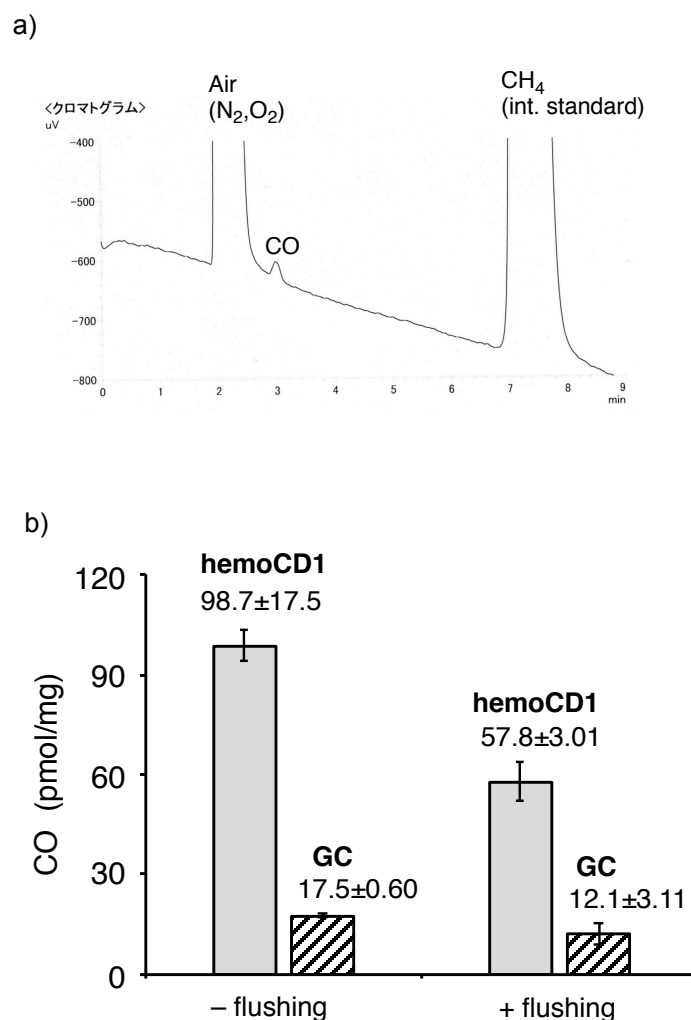 a)
Air
(N₂,O₂)
CH₄
(int. standard)
<クロマトグラム>
uV
-400
-500
CO
-600
-700
-800
0 1 2 3 4 5 6 7 8 9
min
b)
hemoCD1
98.7±17.5
hemoCD1
57.8±3.01
GC
17.5±0.60
GC
12.1±3.11
120
90
60
30
0
CO (pmol/mg)
– flushing
+ flushing